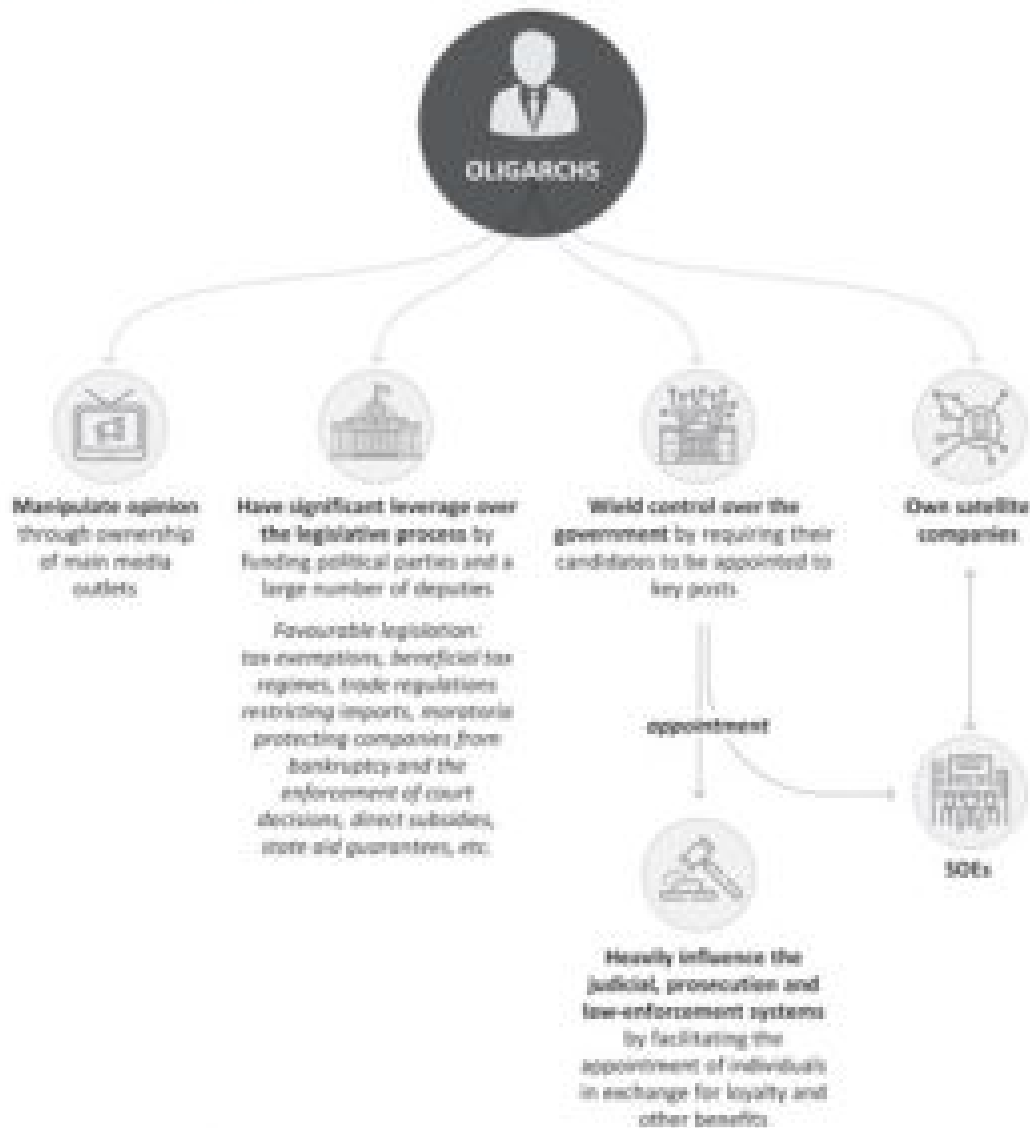 OLIGARCHS
Manipulate opinion
through ownership
of main media
outlets
Have significant leverage over
the legislative process by
funding political parties and a
large number of deputies
Favourable legislation:
tax exemptions, beneficial tax
regimes, trade regulations
restricting imports, moratoria
protecting companies from
bankruptcy and the
enforcement of court
decisions, direct subsidies,
state aid guarantees, etc.
Wield control over the
government by requiring their
candidates to be appointed to
key posts
appointment
Heavily influence the
judicial, prosecution and
law-enforcement systems
by facilitating the
appointment of individuals
in exchange for loyalty and
other benefits
Own satellite
companies
SOEs